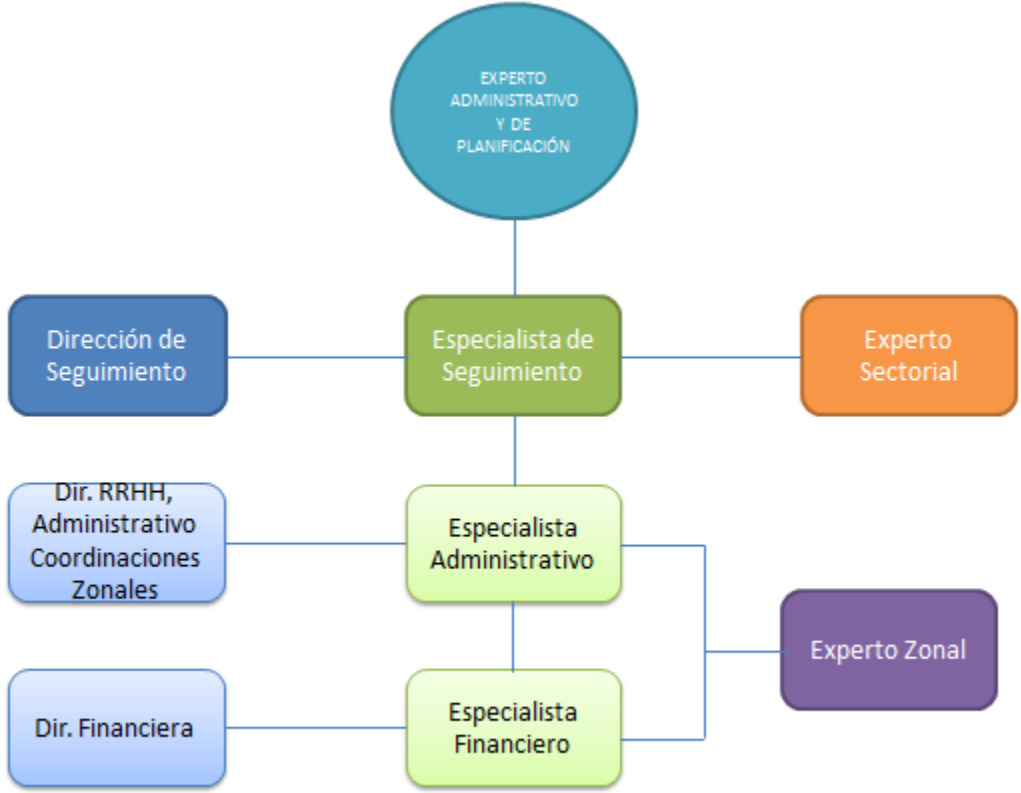 EXPERTO
ADMINISTRATIVO
Y DE
PLANIFICACIÓN
Dirección de
Seguimiento
Especialista de
Seguimiento
Experto
Sectorial
Dir. RRHH,
Administrativo
Coordinaciones
Zonales
Especialista
Administrativo
Experto Zonal
Dir. Financiera
Especialista
Financiero